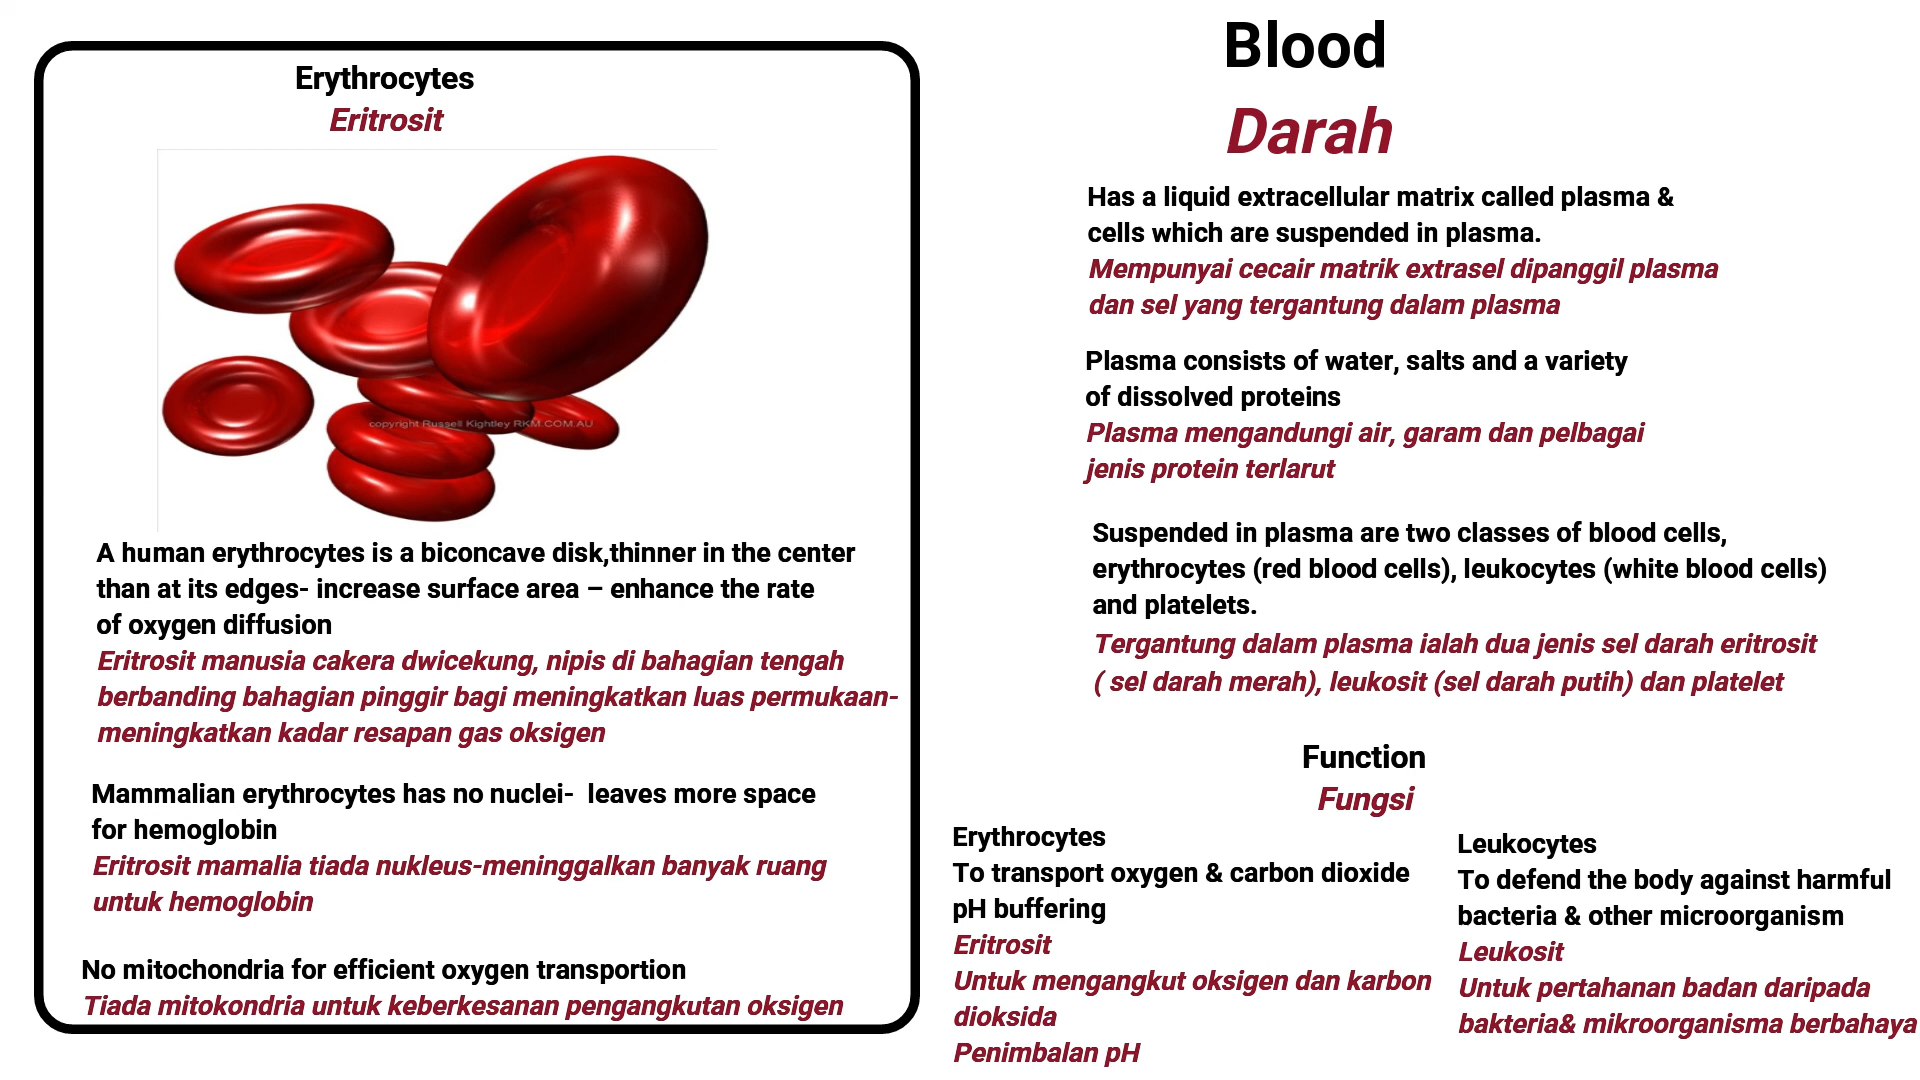 Erythrocytes
Eritrosit
copyright Russell Kightley RKM.COM.AU
A human erythrocytes is a biconcave disk,thinner in the center
than at its edges- increase surface area – enhance the rate
of oxygen diffusion
Eritrosit manusia cakera dwicekung, nipis di bahagian tengah
berbanding bahagian pinggir bagi meningkatkan luas permukaan-
meningkatkan kadar resapan gas oksigen
Mammalian erythrocytes has no nuclei-  leaves more space
for hemoglobin
Eritrosit mamalia tiada nukleus-meninggalkan banyak ruang
untuk hemoglobin
No mitochondria for efficient oxygen transportion
Tiada mitokondria untuk keberkesanan pengangkutan oksigen
Blood
Darah
Has a liquid extracellular matrix called plasma &
cells which are suspended in plasma.
Mempunyai cecair matrik extrasel dipanggil plasma
dan sel yang tergantung dalam plasma
Plasma consists of water, salts and a variety
of dissolved proteins
Plasma mengandungi air, garam dan pelbagai
jenis protein terlarut
Suspended in plasma are two classes of blood cells,
erythrocytes (red blood cells), leukocytes (white blood cells)
and platelets.
Tergantung dalam plasma ialah dua jenis sel darah eritrosit
( sel darah merah), leukosit (sel darah putih) dan platelet
Function
Fungsi
Erythrocytes
To transport oxygen & carbon dioxide
pH buffering
Eritrosit
Untuk mengangkut oksigen dan karbon
dioksida
Penimbalan pH
Leukocytes
To defend the body against harmful
bacteria & other microorganism
Leukosit
Untuk pertahanan badan daripada
bakteria& mikroorganisma berbahaya